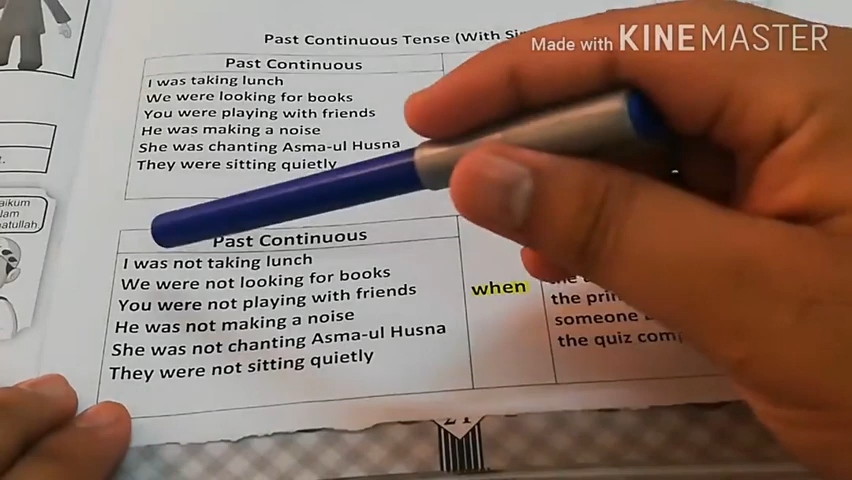 Past Continuous Tense (With
Made with KINEMASTER
Past Continuous
I was taking lunch
We were looking for books
You were playing with friends
He was making a noise
She was chanting Asma-ul Husna
They were sitting quietly
Past Continuous
I was not taking lunch
We were not looking for books
You were not playing with friends
He was not making a noise
She was not chanting Asma-ul Husna
They were not sitting quietly
when
the
someone
the quiz
21